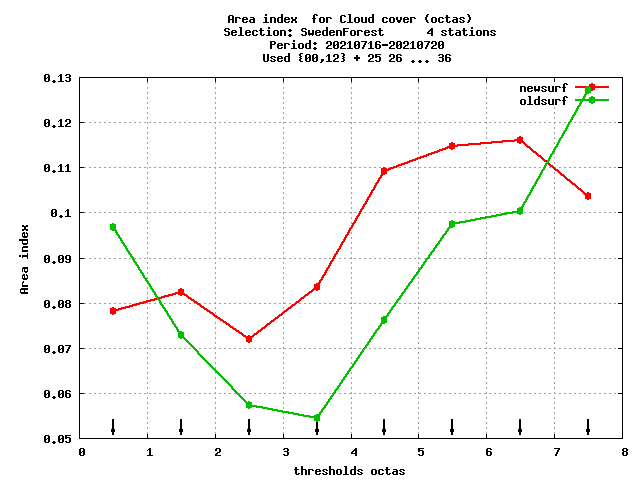 Area index  for Cloud cover (octas)
Selection: SwedenForest      4 stations
Period: 20210716-20210720
Used {00,12} + 25 26 ... 36
newsurf
oldsurf
0.13
0.12
0.11
0.1
0.09
0.08
0.07
0.06
0.05
Area index
0 1 2 3 4 5 6 7 8
thresholds octas